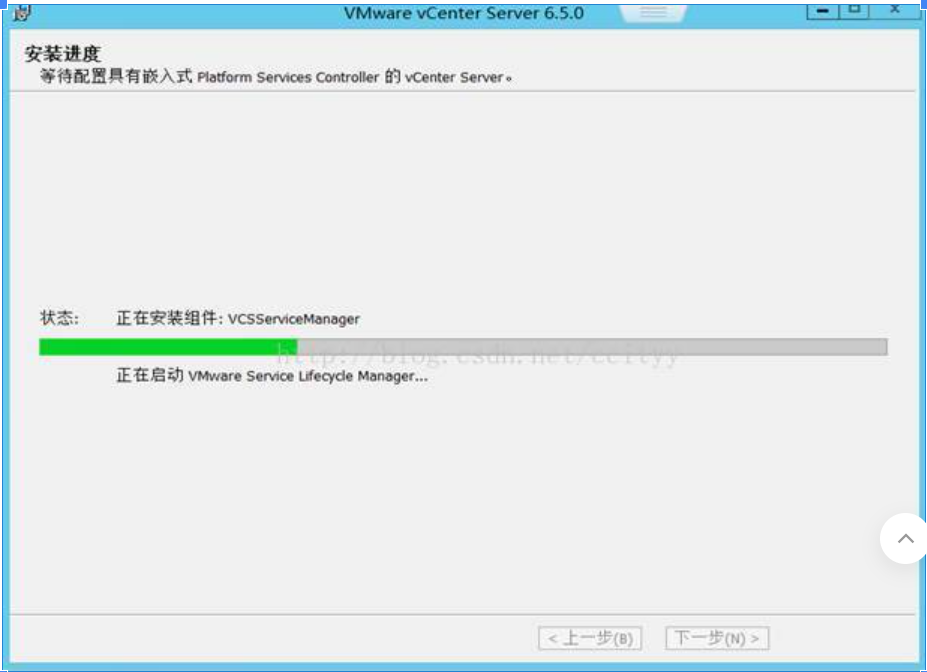 VMware vCenter Server 6.5.0
安装进度
等待配置具有嵌入式 Platform Services Controller 的 vCenter Server。
状态: 正在安装组件: VCSServiceManager
http://blog.csdn.net/ccityy
正在启动 VMware Service Lifecycle Manager...
< 上一步(B) 下一步(N) >